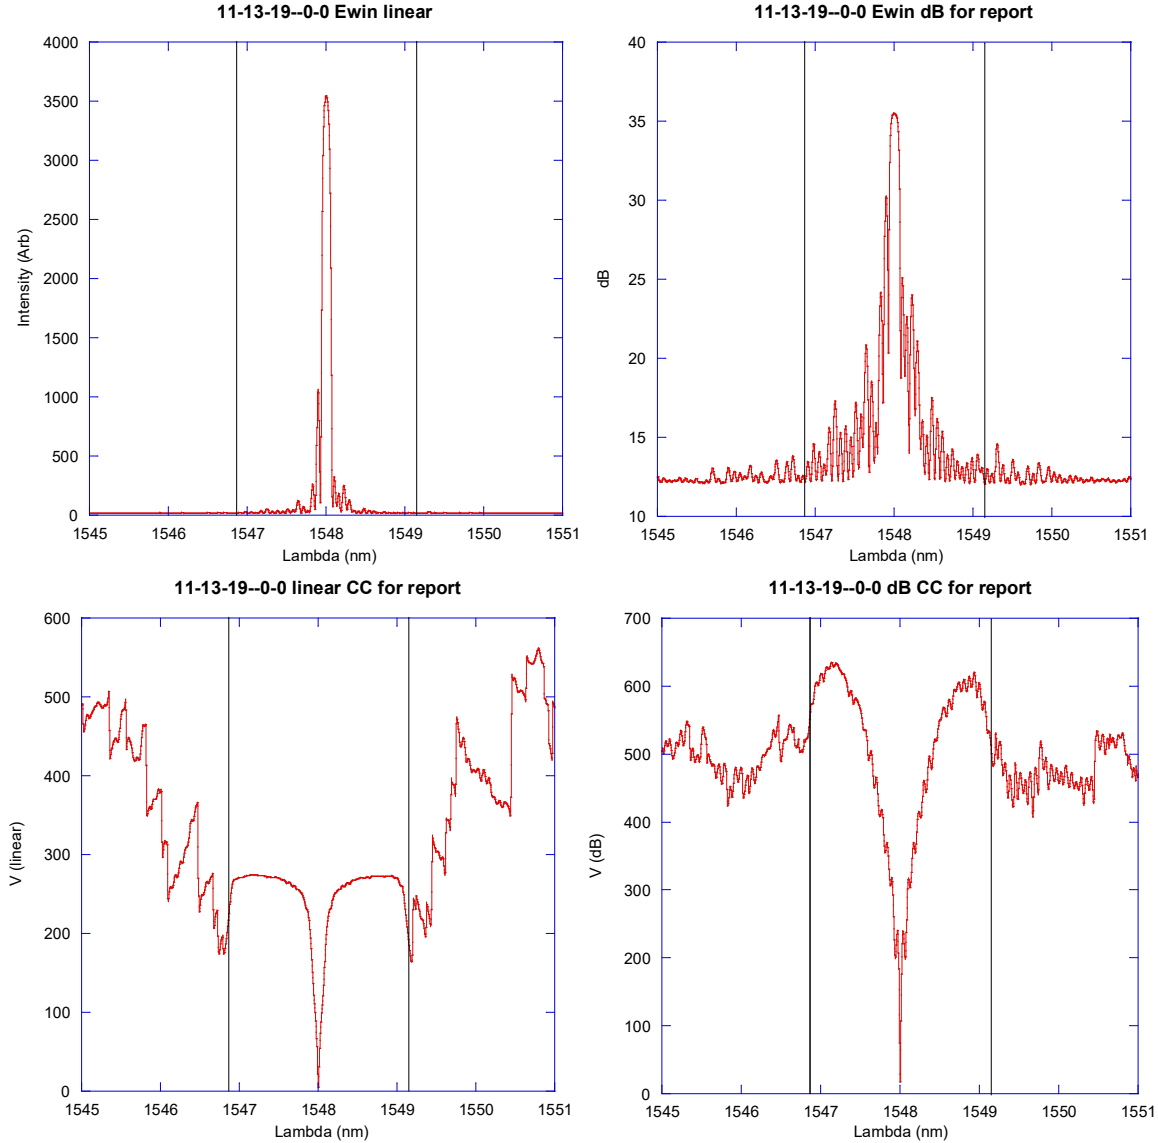 11-13-19--0-0 Ewin linear
4000
3500
3000
2500
2000
1500
1000
500
0
Intensity (Arb)
1545 1546 1547 1548 1549 1550 1551
Lambda (nm)
11-13-19--0-0 Ewin dB for report
40
35
30
25
20
15
10
dB
1545 1546 1547 1548 1549 1550 1551
Lambda (nm)
11-13-19--0-0 linear CC for report
600
500
400
300
200
100
0
V (linear)
1545 1546 1547 1548 1549 1550 1551
Lambda (nm)
11-13-19--0-0 dB CC for report
700
600
500
400
300
200
100
0
V (dB)
1545 1546 1547 1548 1549 1550 1551
Lambda (nm)